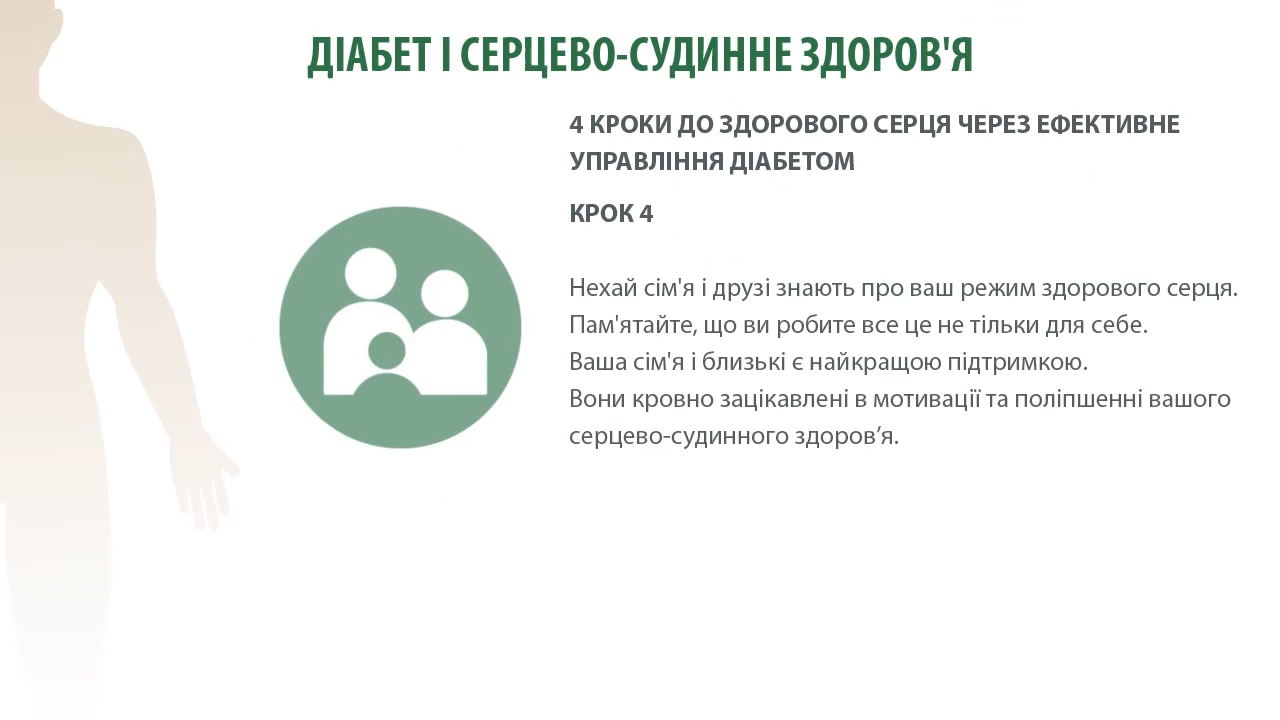 ДІАБЕТ І СЕРЦЕВО-СУДИННЕ ЗДОРОВ'Я
4 КРОКИ ДО ЗДОРОВОГО СЕРЦЯ ЧЕРЕЗ ЕФЕКТИВНЕ
УПРАВЛІННЯ ДІАБЕТОМ
КРОК 4
Нехай сім'я і друзі знають про ваш режим здорового серця.
Пам'ятайте, що ви робите все це не тільки для себе.
Ваша сім'я і близькі є найкращою підтримкою.
Вони кровно зацікавлені в мотивації та поліпшенні вашого
серцево-судинного здоров’я.